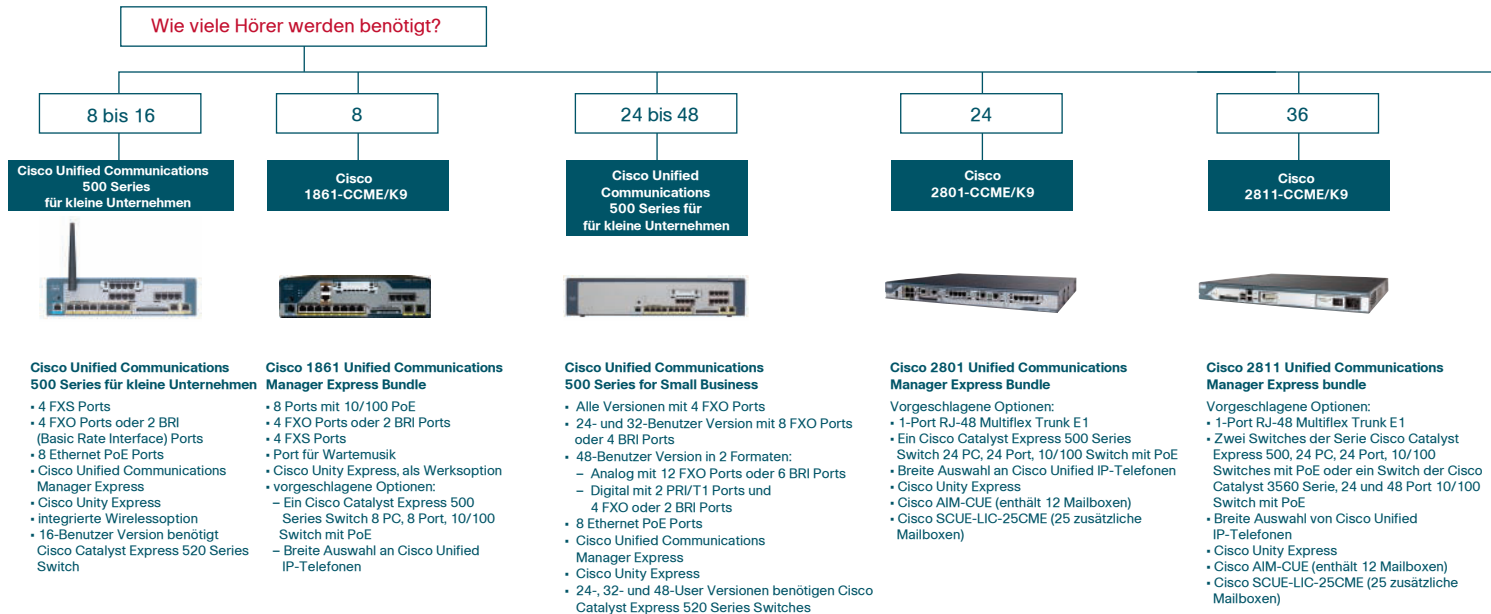 Wie viele Hörer werden benötigt?
8 bis 16
8
24 bis 48
24
36
Cisco Unified Communications
500 Series
für kleine Unternehmen
Cisco
1861-CCME/K9
Cisco Unified
Communications
500 Series für
für kleine Unternehmen
Cisco
2801-CCME/K9
Cisco
2811-CCME/K9
Cisco Unified Communications
500 Series für kleine Unternehmen
▪ 4 FXS Ports
▪ 4 FXO Ports oder 2 BRI
(Basic Rate Interface) Ports
▪ 8 Ethernet PoE Ports
▪ Cisco Unified Communications
Manager Express
▪ Cisco Unity Express
▪ integrierte Wirelessoption
▪ 16-Benutzer Version benötigt
Cisco Catalyst Express 520 Series
Switch
Cisco 1861 Unified Communications
Manager Express Bundle
▪ 8 Ports mit 10/100 PoE
▪ 4 FXO Ports oder 2 BRI Ports
▪ 4 FXS Ports
▪ Port für Wartemusik
▪ Cisco Unity Express, als Werksoption
▪ vorgeschlagene Optionen:
– Ein Cisco Catalyst Express 500
Series Switch 8 PC, 8 Port, 10/100
Switch mit PoE
– Breite Auswahl an Cisco Unified
IP-Telefonen
Cisco Unified Communications
500 Series for Small Business
▪ Alle Versionen mit 4 FXO Ports
▪ 24- und 32-Benutzer Version mit 8 FXO Ports
oder 4 BRI Ports
▪ 48-Benutzer Version in 2 Formaten:
– Analog mit 12 FXO Ports oder 6 BRI Ports
– Digital mit 2 PRI/T1 Ports und
4 FXO oder 2 BRI Ports
▪ 8 Ethernet PoE Ports
▪ Cisco Unified Communications
Manager Express
▪ Cisco Unity Express
▪ 24-, 32- und 48-User Versionen benötigen Cisco
Catalyst Express 520 Series Switches
Cisco 2801 Unified Communications
Manager Express Bundle
Vorgeschlagene Optionen:
▪ 1-Port RJ-48 Multiflex Trunk E1
▪ Ein Cisco Catalyst Express 500 Series
Switch 24 PC, 24 Port, 10/100 Switch mit PoE
▪ Breite Auswahl an Cisco Unified IP-Telefonen
▪ Cisco Unity Express
▪ Cisco AIM-CUE (enthält 12 Mailboxen)
▪ Cisco SCUE-LIC-25CME (25 zusätzliche
Mailboxen)
Cisco 2811 Unified Communications
Manager Express bundle
Vorgeschlagene Optionen:
▪ 1-Port RJ-48 Multiflex Trunk E1
▪ Zwei Switches der Serie Cisco Catalyst
Express 500, 24 PC, 24 Port, 10/100
Switches mit PoE oder ein Switch der Cisco
Catalyst 3560 Serie, 24 und 48 Port 10/100
Switch mit PoE
▪ Breite Auswahl von Cisco Unified
IP-Telefonen
▪ Cisco Unity Express
▪ Cisco AIM-CUE (enthält 12 Mailboxen)
▪ Cisco SCUE-LIC-25CME (25 zusätzliche
Mailboxen)